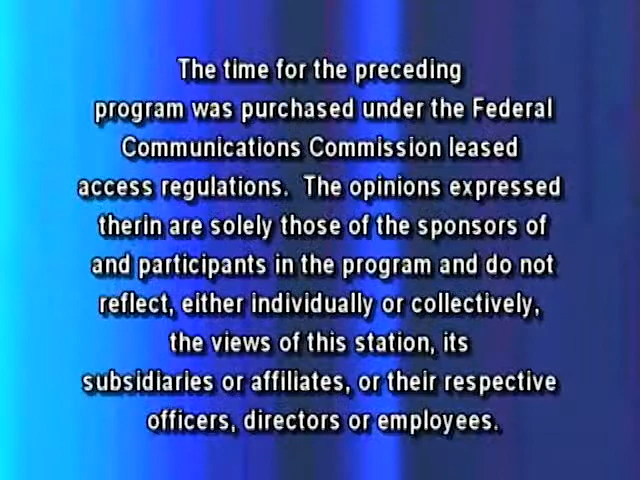 The time for the preceding
program was purchased under the Federal
Communications Commission leased
access regulations.  The opinions expressed
therin are solely those of the sponsors of
and participants in the program and do not
reflect, either individually or collectively,
the views of this station, its
subsidiaries or affiliates, or their respective
officers, directors or employees.